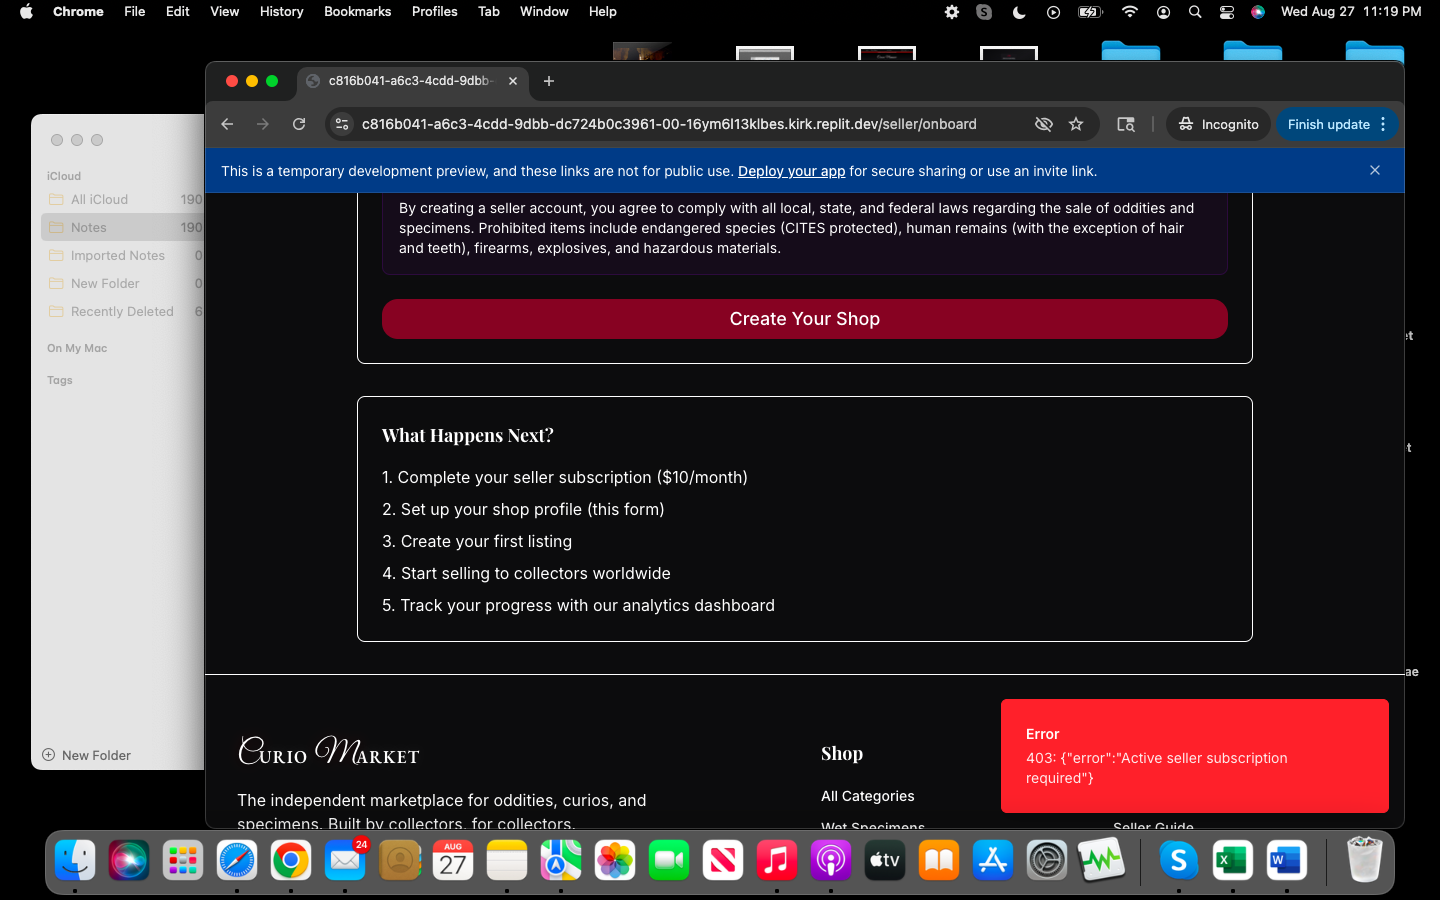 Chrome File Edit View History Bookmarks Profiles Tab Window Help
S
Wed Aug 27 11:19 PM
c816b041-a6c3-4cdd-9dbb-
c816b041-a6c3-4cdd-9dbb-dc724b0c3961-00-16ym6l13klbes.kirk.replit.dev/seller/onboard
Incognito
Finish update
This is a temporary development preview, and these links are not for public use. Deploy your app for secure sharing or use an invite link.
iCloud
All iCloud 190
Notes 190
Imported Notes 0
New Folder 0
Recently Deleted 6
On My Mac
Tags
New Folder
By creating a seller account, you agree to comply with all local, state, and federal laws regarding the sale of oddities and
specimens. Prohibited items include endangered species (CITES protected), human remains (with the exception of hair
and teeth), firearms, explosives, and hazardous materials.
Create Your Shop
What Happens Next?
1. Complete your seller subscription ($10/month)
2. Set up your shop profile (this form)
3. Create your first listing
4. Start selling to collectors worldwide
5. Track your progress with our analytics dashboard
et
t
ae
Curio Market
The independent marketplace for oddities, curios, and
specimens. Built by collectors, for collectors.
Shop
All Categories
Wet Specimens
Seller Guide
Error
403: {"error":"Active seller subscription
required"}
24
AUG
27
tv
S
X
W